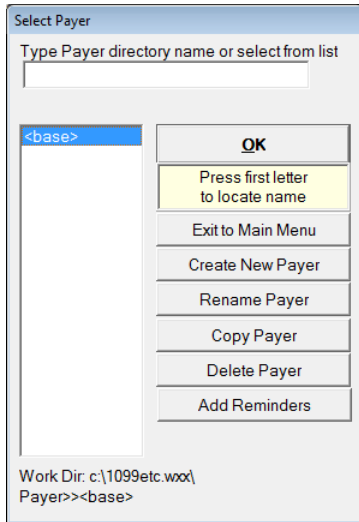 Select Payer
Type Payer directory name or select from list
<base>
OK
Press first letter
to locate name
Exit to Main Menu
Create New Payer
Rename Payer
Copy Payer
Delete Payer
Add Reminders
Work Dir: c:\1099etc.wxx\
Payer>><base>